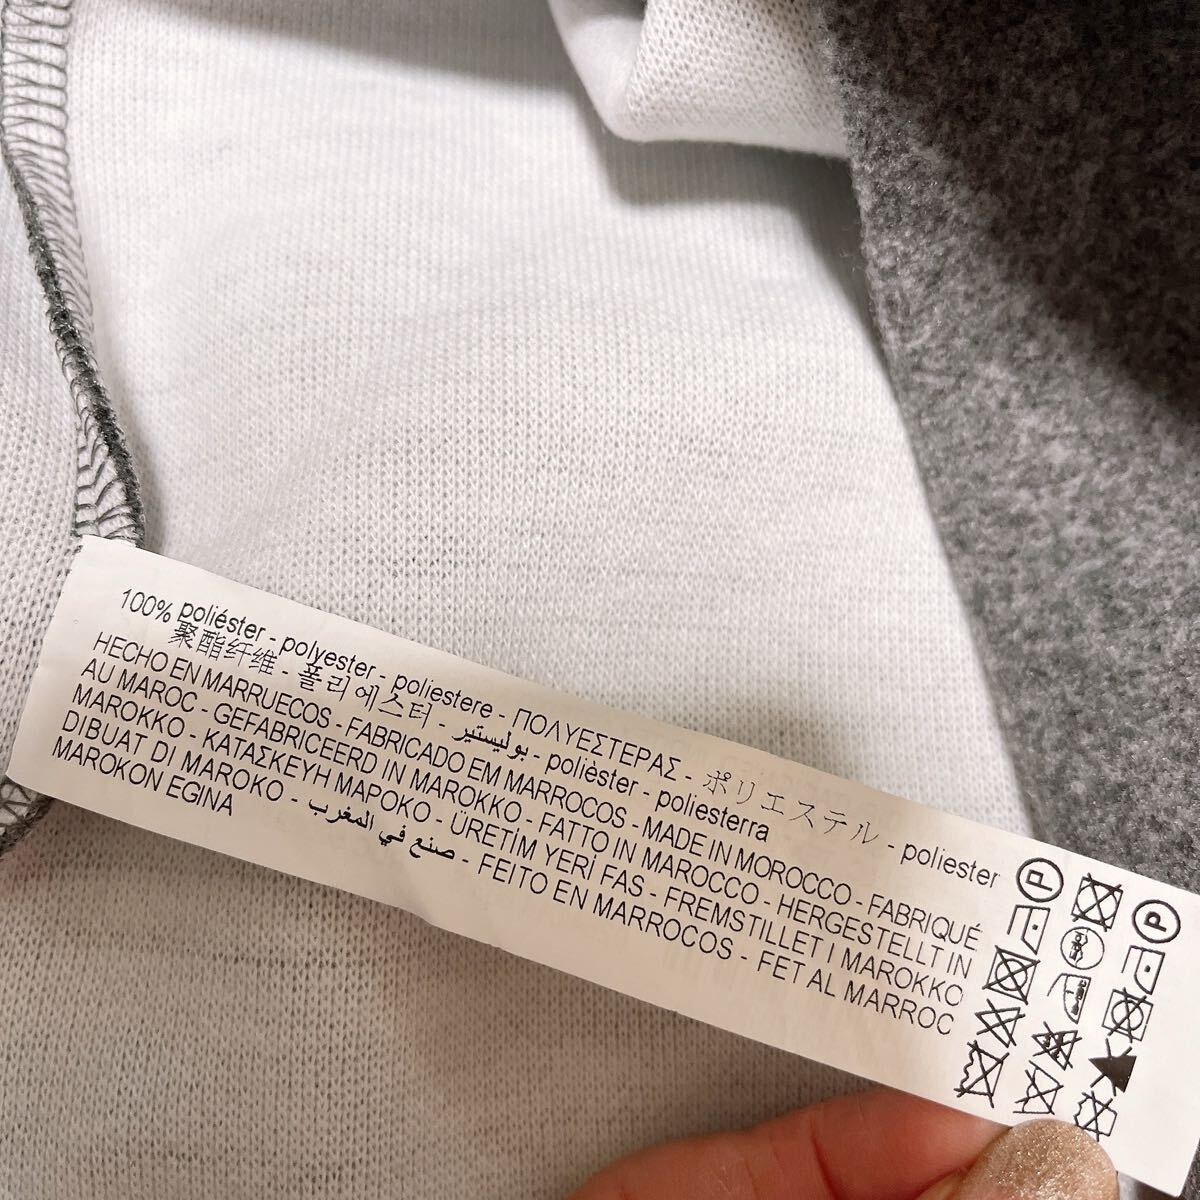 100% poliéster - polyester - poliestere - ΠΟΛΥΕΣΤΕΡΑΣ - ポリエステル - poliester
聚酯纤维 - 폴리에스터 - بوليستير - polièster - poliesterra
HECHO EN MARRUECOS - FABRICADO EM MARROCOS - MADE IN MOROCCO - FABRIQUÉ
AU MAROC - GEFABRICEERD IN MAROKKO - FATTO IN MAROCCO - HERGESTELLT IN
MAROKKO - ΚΑΤΑΣΚΕΥΗ ΜΑΡΟΚΟ - ÜRETİM YERİ FAS - FREMSTILLET I MAROKKO
DIBUAT DI MAROKO - صنع في المغرب - FEITO EN MARROCOS - FET AL MARROC
MAROKON EGINA
P
P